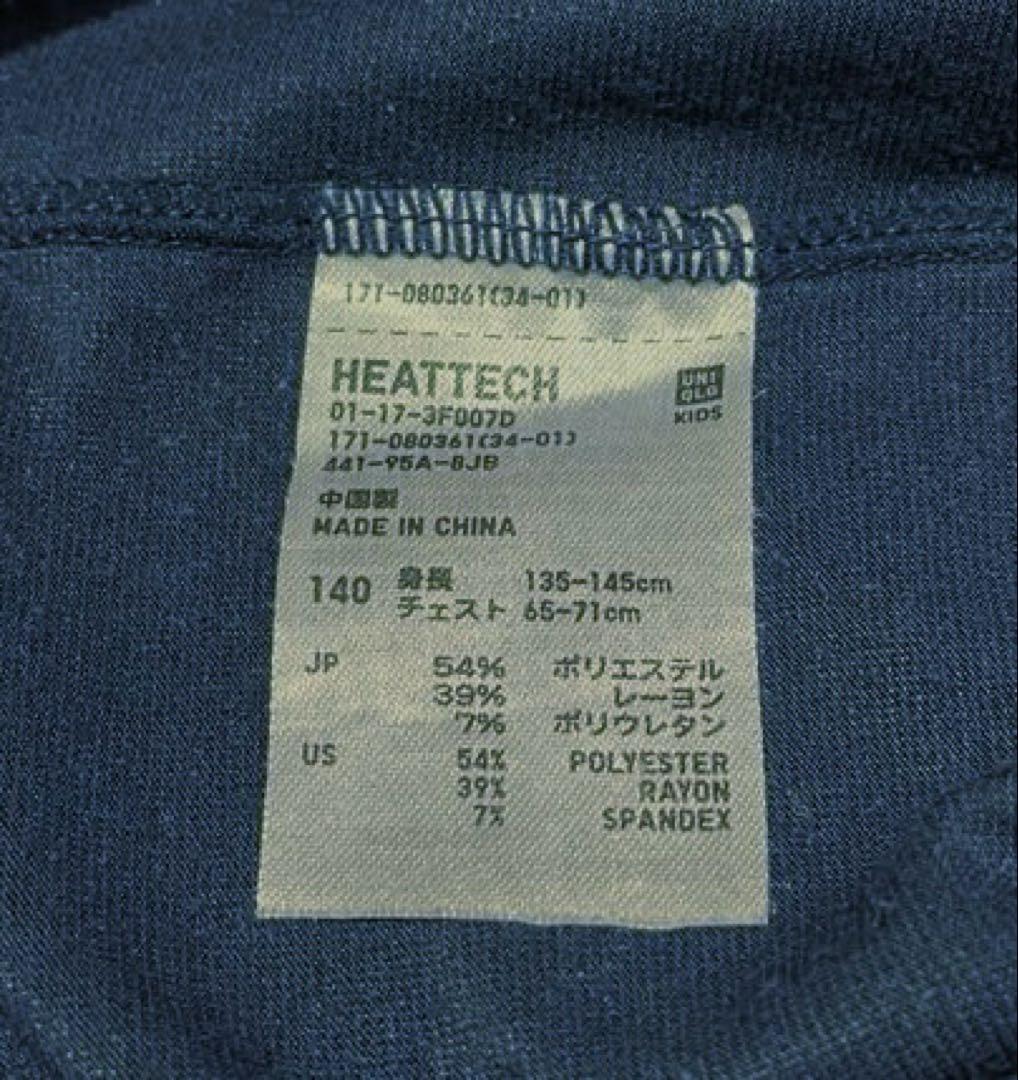 171-080361(34-01)
HEATTECH
UNI
QLO
KIDS
01-17-3F007D
171-080361(34-01)
441-95A-8JB
中国製
MADE IN CHINA
140 身長 135-145cm
チェスト 65-71cm
JP 54% ポリエステル
39% レーヨン
7% ポリウレタン
US 54% POLYESTER
39% RAYON
7% SPANDEX